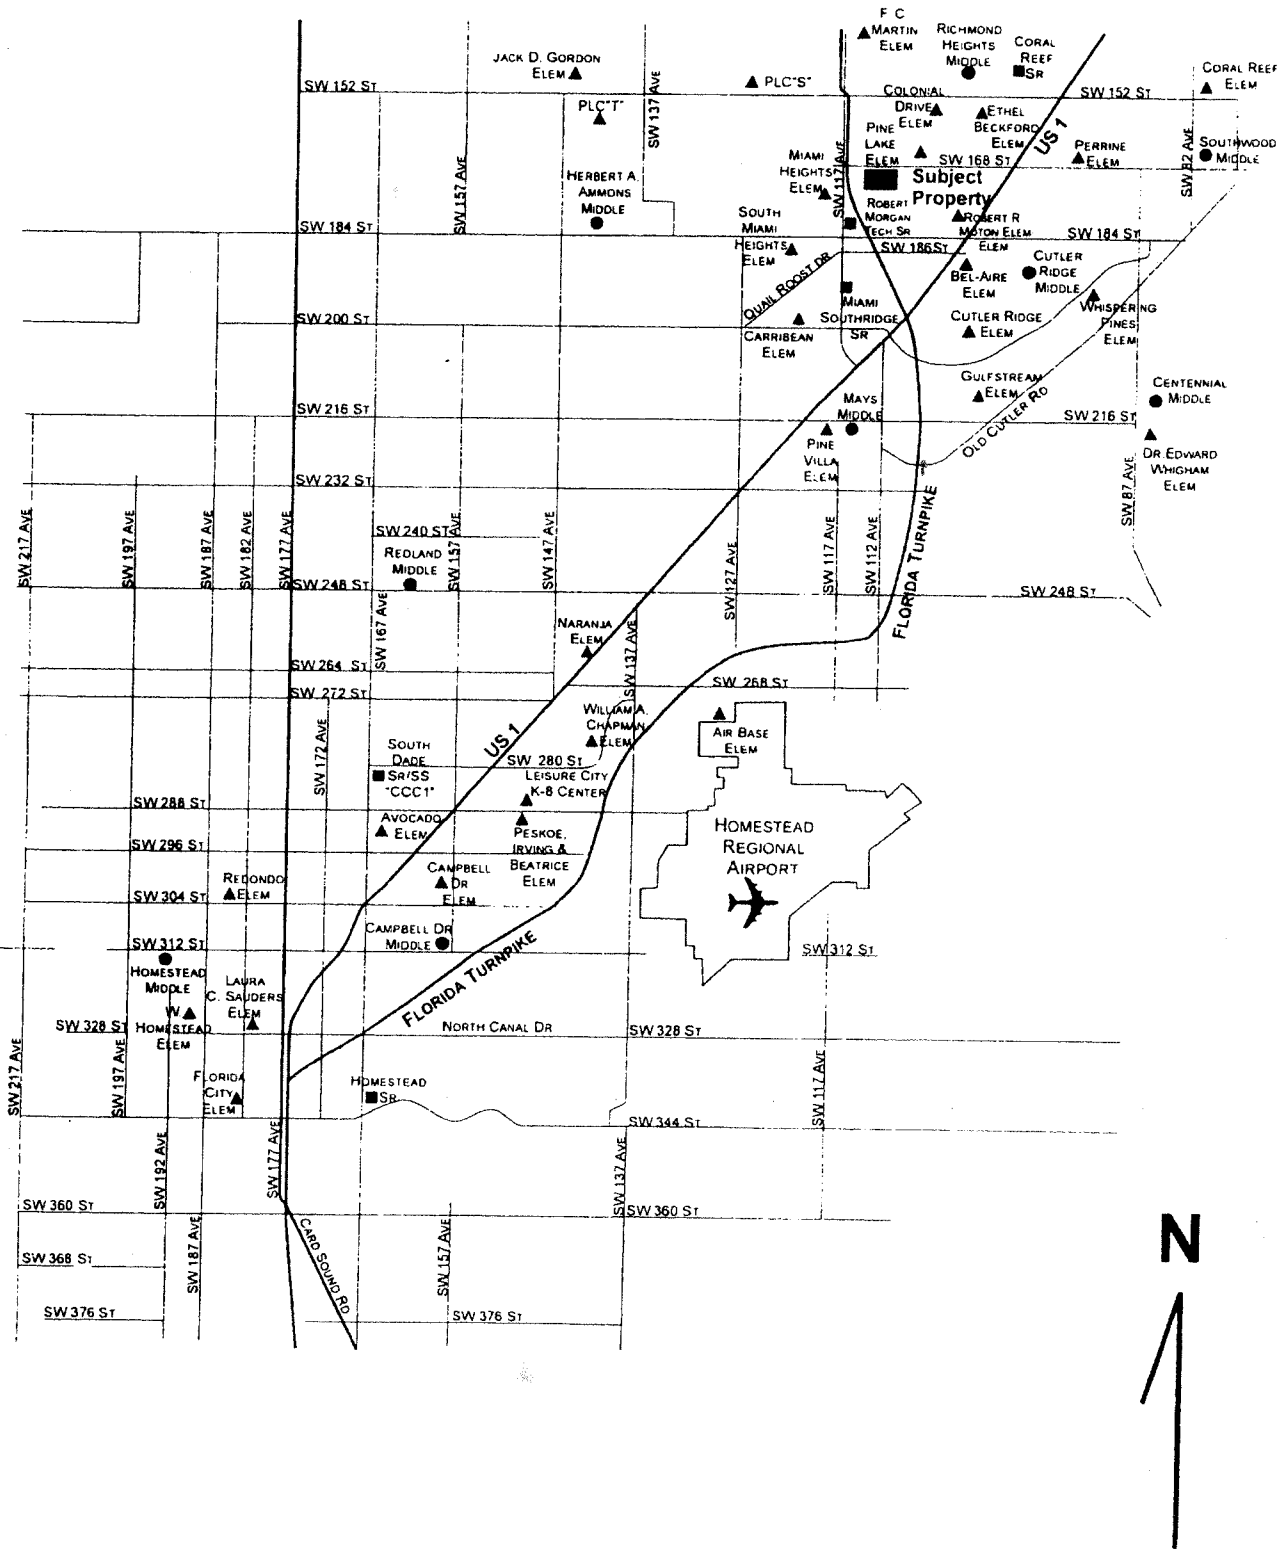 F C
MARTIN
ELEM
RICHMOND
HEIGHTS
MIDDLE
CORAL
REEF
SR
JACK D. GORDON
ELEM
PLC"S"
CORAL REEF
ELEM
SW 152 ST
SW 152 ST
PLC"T"
SW 137 AVE
COLONIAL
DRIVE
ELEM
ETHEL
BECKFORD
ELEM
US 1
PINE
LAKE
ELEM
PERRINE
ELEM
SW 82 AVE
SOUTHWOOD
MIDDLE
SW 157 AVE
MIAMI
HEIGHTS
ELEM
SW 117 AVE
SW 168 ST
Subject
Property
HERBERT A.
AMMONS
MIDDLE
SOUTH
MIAMI
HEIGHTS
ELEM
ROBERT
MORGAN
TECH SR
ROBERT R
MOTON ELEM
ELEM
SW 184 ST
SW 184 ST
SW 186 ST
QUAIL ROOST DR
BEL-AIRE
ELEM
CUTLER
RIDGE
MIDDLE
MIAMI
SOUTHRIDGE
SR
CUTLER RIDGE
ELEM
WHISPERING
PINES
ELEM
SW 200 ST
CARRIBEAN
ELEM
GULFSTREAM
ELEM
OLD CUTLER RD
CENTENNIAL
MIDDLE
MAYS
MIDDLE
SW 216 ST
SW 216 ST
PINE
VILLA
ELEM
DR.EDWARD
WHIGHAM
ELEM
SW 87 AVE
SW 232 ST
SW 217 AVE
SW 197 AVE
SW 187 AVE
SW 182 AVE
SW 177 AVE
SW 240 ST
REDLAND
MIDDLE
SW 157 AVE
SW 147 AVE
SW 127 AVE
SW 117 AVE
SW 112 AVE
FLORIDA TURNPIKE
SW 248 ST
SW 248 ST
SW 167 AVE
NARANJA
ELEM
SW 137 AVE
SW 264 ST
SW 272 ST
SW 268 ST
SW 172 AVE
US 1
WILLIAM A.
CHAPMAN
ELEM
AIR BASE
ELEM
SOUTH
DADE
SR/SS
"CCC1"
SW 280 ST
LEISURE CITY
K-8 CENTER
SW 288 ST
AVOCADO
ELEM
PESKOE,
IRVING &
BEATRICE
ELEM
HOMESTEAD
REGIONAL
AIRPORT
SW 296 ST
REDONDO
ELEM
CAMPBELL
DR
ELEM
SW 304 ST
CAMPBELL DR
MIDDLE
SW 312 ST
SW 312 ST
FLORIDA TURNPIKE
HOMESTEAD
MIDDLE
LAURA
C. SAUDERS
ELEM
W.
HOMESTEAD
ELEM
SW 328 ST
NORTH CANAL DR
SW 328 ST
SW 217 AVE
SW 197 AVE
FLORIDA
CITY
ELEM
HOMESTEAD
SR
SW 117 AVE
SW 344 ST
SW 192 AVE
SW 177 AVE
SW 137 AVE
SW 360 ST
SW 360 ST
SW 187 AVE
CARD SOUND RD
SW 157 AVE
SW 368 ST
SW 376 ST
SW 376 ST
N